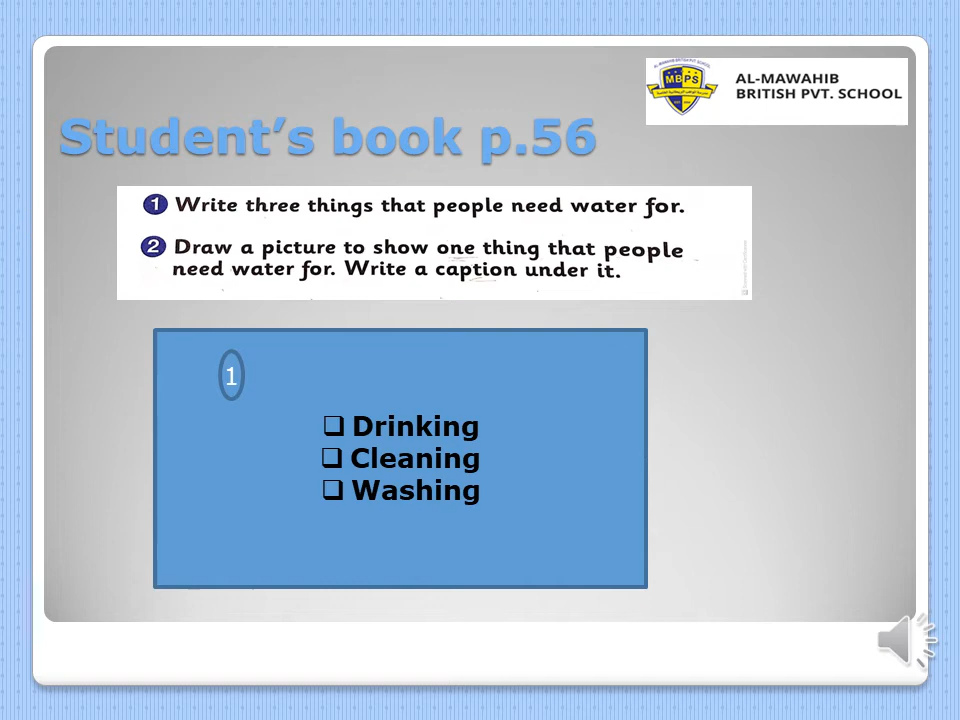 MBPS
AL-MAWAHIB
BRITISH PVT. SCHOOL
Student's book p.56
1 Write three things that people need water for.
2 Draw a picture to show one thing that people
need water for. Write a caption under it.
1
❑ Drinking
❑ Cleaning
❑ Washing